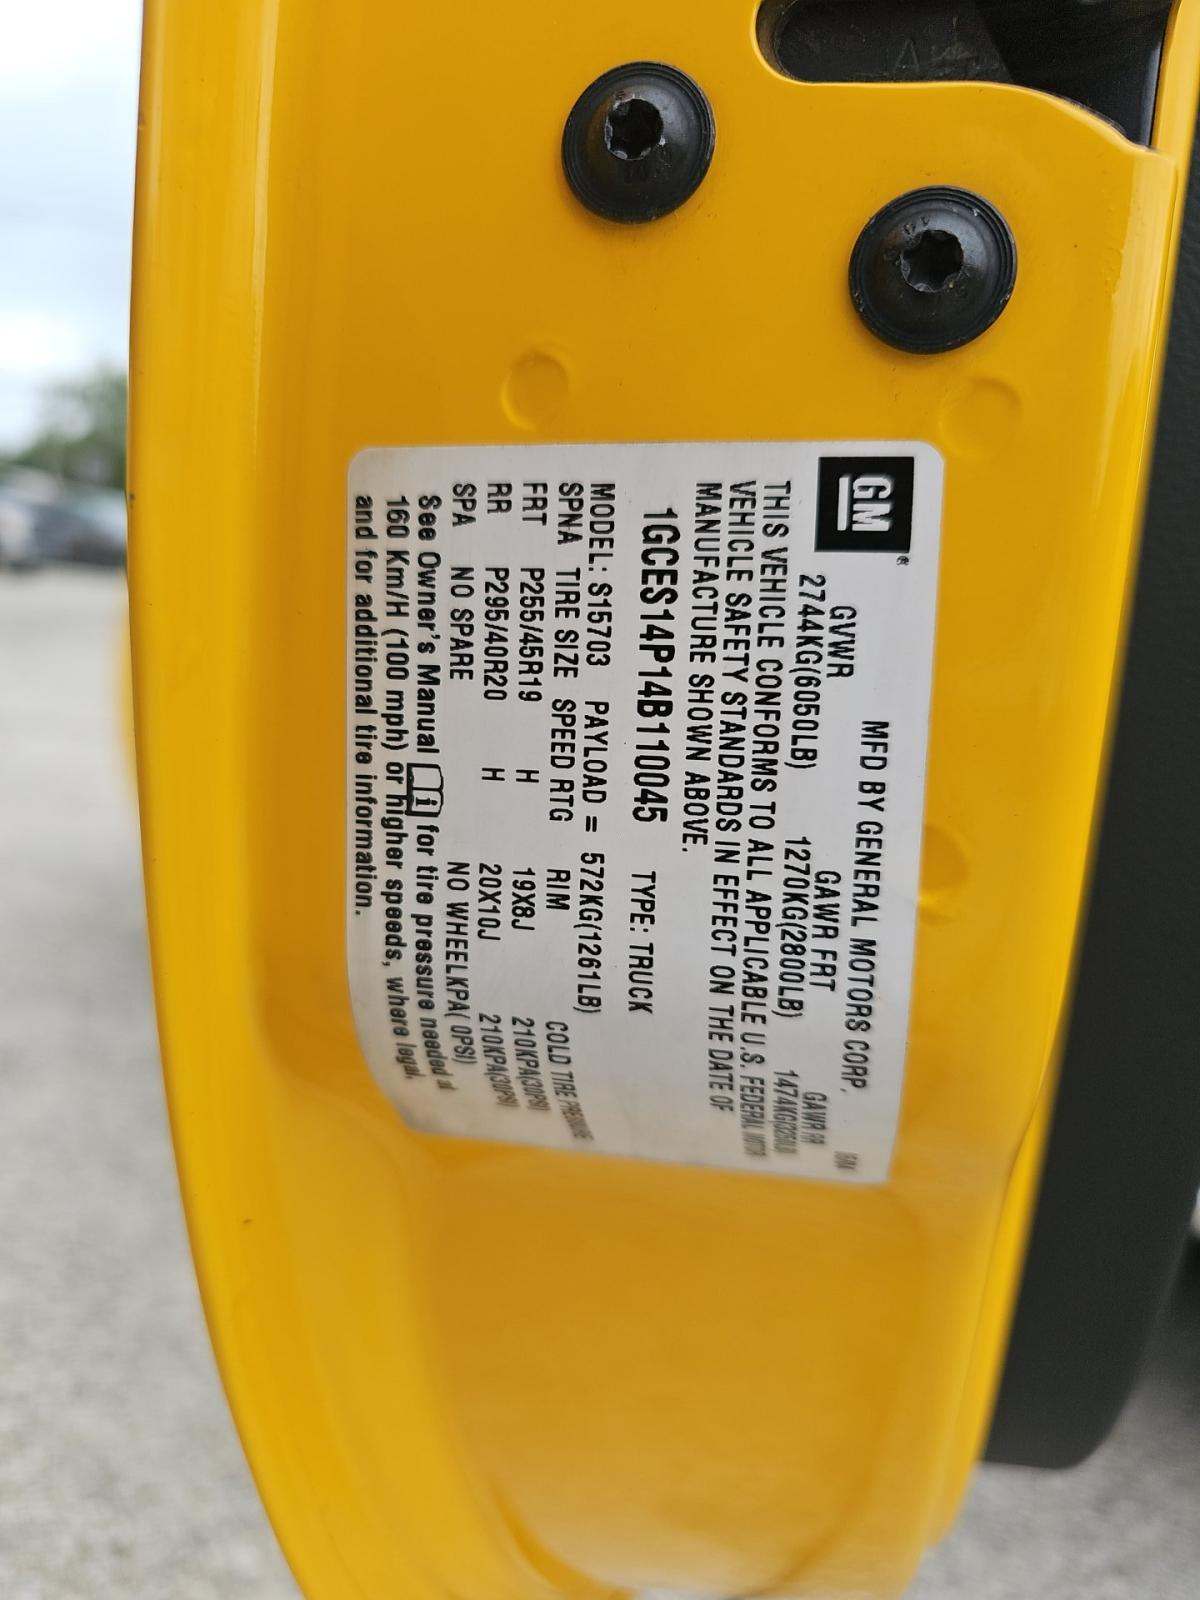 GM®
MFD BY GENERAL MOTORS CORP.
GVWR GAWR FRT GAWR RR
2744KG(6050LB) 1270KG(2800LB)
THIS VEHICLE CONFORMS TO ALL APPLICABLE U.S. FEDERAL
VEHICLE SAFETY STANDARDS IN EFFECT ON THE DATE OF
MANUFACTURE SHOWN ABOVE.
1GCES14P14B110045 TYPE: TRUCK
MODEL: S15703 PAYLOAD = 572KG(1261LB)
SPNA TIRE SIZE SPEED RTG RIM COLD TIRE PRESSURE
FRT P255/45R19 H 19X8J 210KPA(30PSI)
RR P295/40R20 H 20X10J 210KPA(30PSI)
SPA NO SPARE NO WHEELKPA( 0PSI)
See Owner's Manual for tire pressure needed
160 Km/H (100 mph) or higher speeds, where legal,
and for additional tire information.